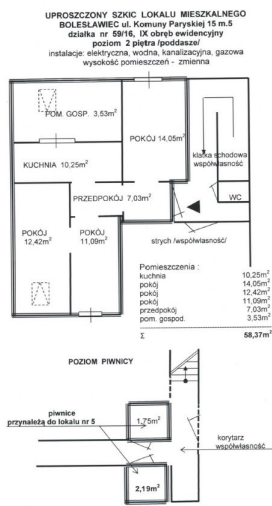 UPROSZCZONY SZKIC LOKALU MIESZKALNEGO
BOLESŁAWIEC ul. Komuny Paryskiej 15 m.5
działka nr 59/16, IX obręb ewidencyjny
poziom 2 piętra /poddasze/
instalacje: elektryczna, wodna, kanalizacyjna, gazowa
wysokość pomieszczeń - zmienna
POM. GOSP. 3,53m²
POKÓJ 14,05m²
KUCHNIA 10,25m²
klatka schodowa
współwłasność
WC
PRZEDPOKÓJ 7,03m²
POKÓJ
12,42m²
POKÓJ
11,09m²
strych /współwłasność/
Pomieszczenia :
kuchnia 10,25m²
pokój 14,05m²
pokój 12,42m²
pokój 11,09m²
przedpokój 7,03m²
pom. gospod. 3,53m²
Σ 58,37m²
POZIOM PIWNICY
piwnice
przynależą do lokalu nr 5
1,75m²
korytarz
współwłasność
2,19m²